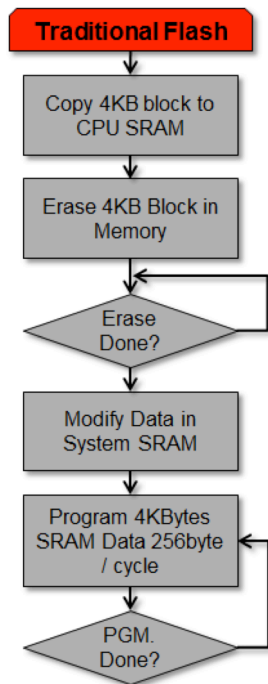 Traditional Flash
Copy 4KB block to
CPU SRAM
Erase 4KB Block in
Memory
Erase
Done?
Modify Data in
System SRAM
Program 4KBytes
SRAM Data 256byte
/ cycle
PGM.
Done?